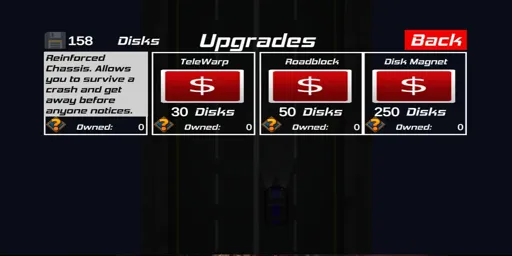 158 Disks Upgrades Back
Reinforced
Chassis. Allows
you to survive a
crash and get
away before
anyone notices.
? Owned: 0
TeleWarp
$
30 Disks
? Owned: 0
Roadblock
$
50 Disks
? Owned: 0
Disk Magnet
$
250 Disks
? Owned: 0